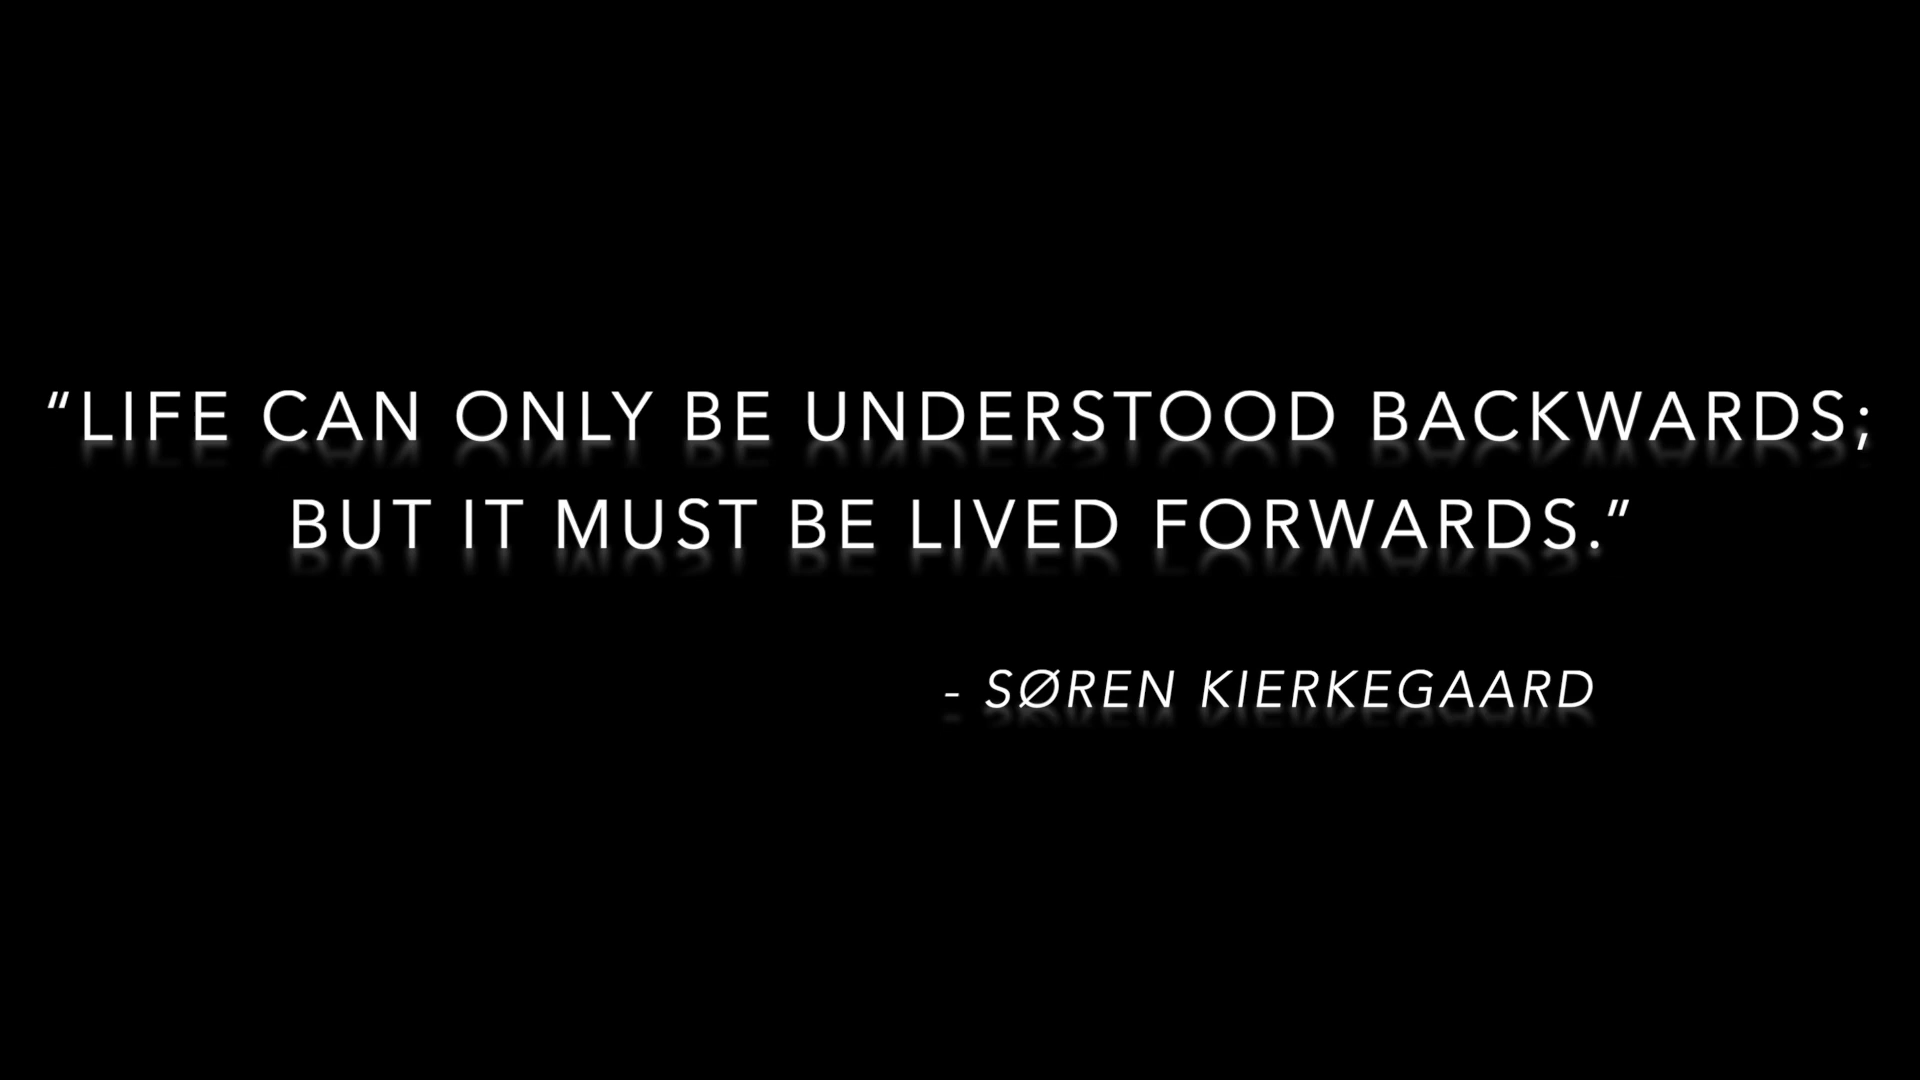 “LIFE CAN ONLY BE UNDERSTOOD BACKWARDS;
BUT IT MUST BE LIVED FORWARDS.”
- SØREN KIERKEGAARD